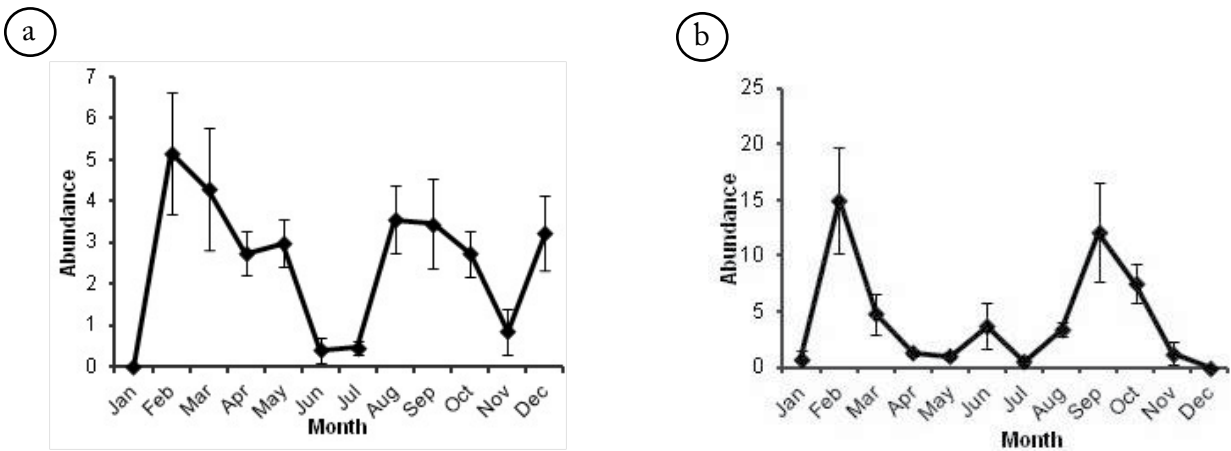 a
7
6
5
4
3
2
1
0
Abundance
Jan
Feb
Mar
Apr
May
Jun
Jul
Aug
Sep
Oct
Nov
Dec
Month
b
25
20
15
10
5
0
Abundance
Jan
Feb
Mar
Apr
May
Jun
Jul
Aug
Sep
Oct
Nov
Dec
Month